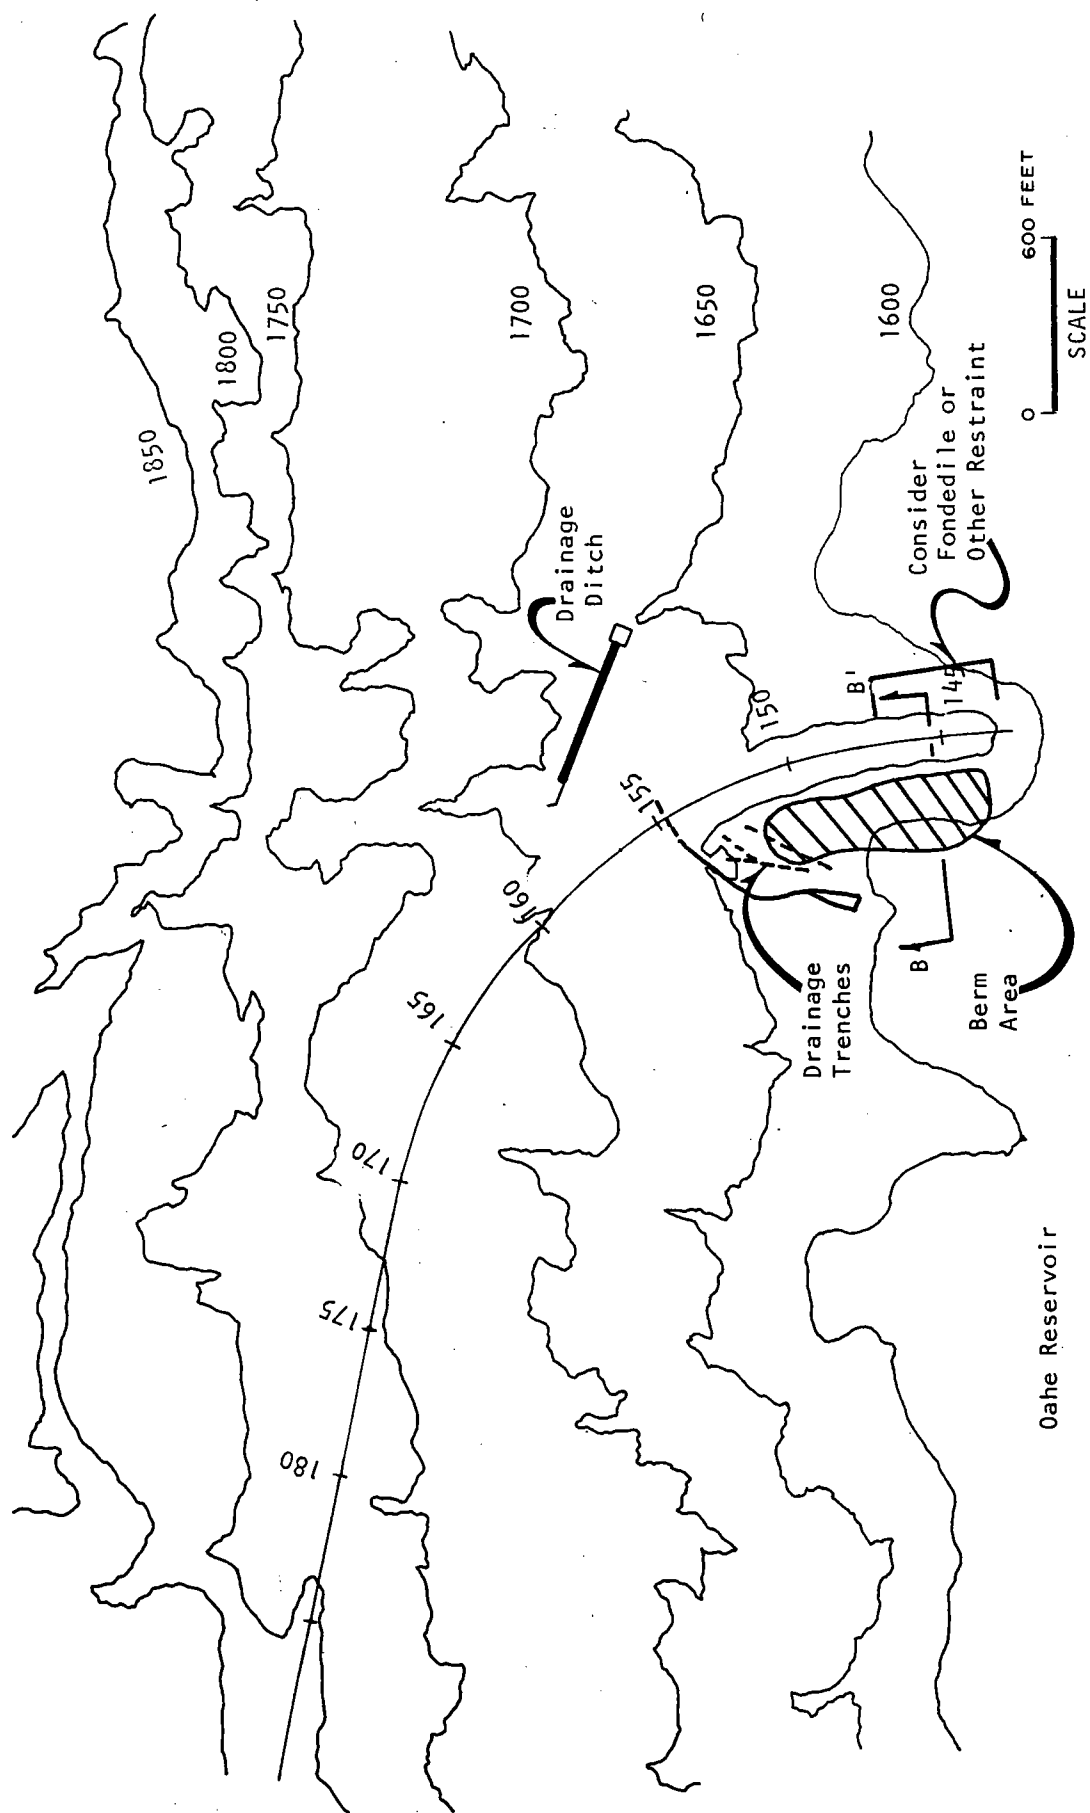 1850
1800
1750
1700
1650
1600
Drainage
Ditch
Consider
Fondedile or
Other Restraint
0
600 FEET
SCALE
B'
145
150
155
160
165
170
175
180
B
Drainage
Trenches
Berm
Area
Oahe Reservoir